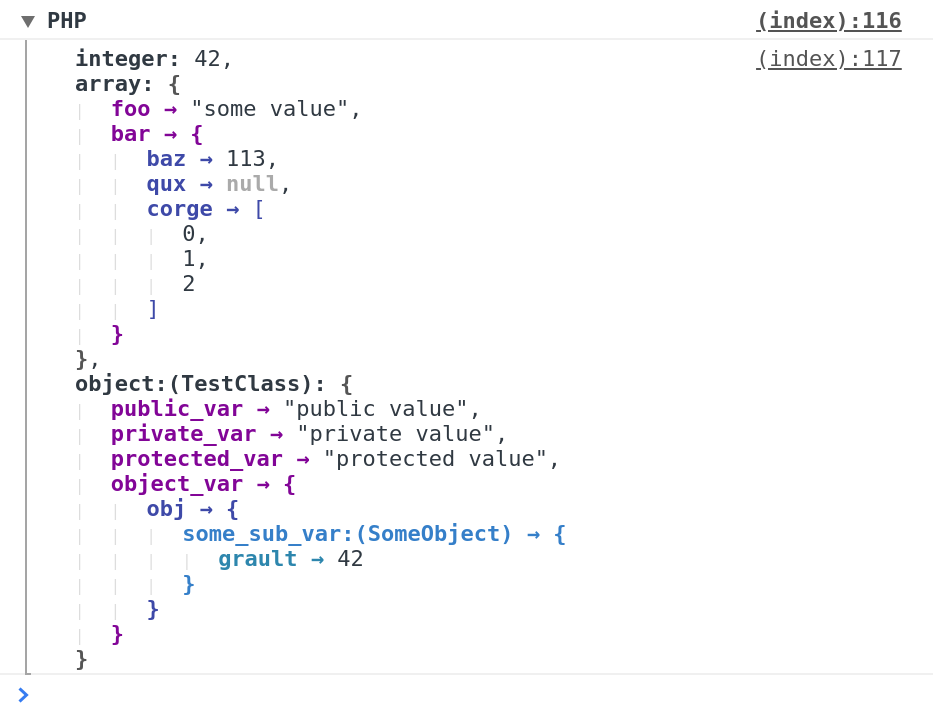 ▼ PHP (index):116
integer: 42, (index):117
array: {
foo → "some value",
bar → {
baz → 113,
qux → null,
corge → [
0,
1,
2
]
}
},
object:(TestClass): {
public_var → "public value",
private_var → "private value",
protected_var → "protected value",
object_var → {
obj → {
some_sub_var:(SomeObject) → {
grault → 42
}
}
}
}